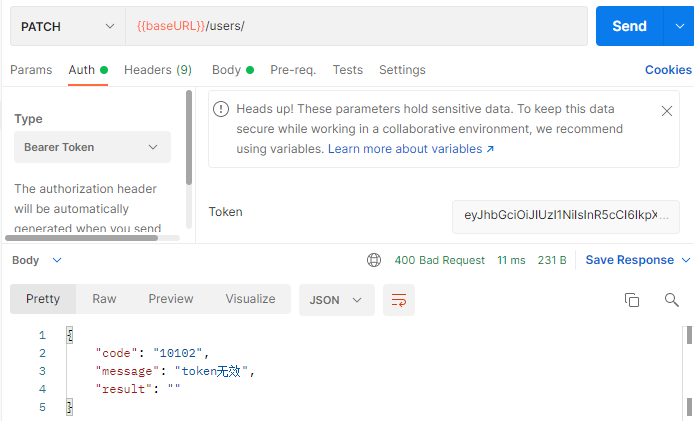 PATCH {{baseURL}}/users/ Send
Params Auth Headers (9) Body Pre-req. Tests Settings Cookies
Type
Bearer Token
The authorization header
will be automatically
generated when you send
Heads up! These parameters hold sensitive data. To keep this data
secure while working in a collaborative environment, we recommend
using variables. Learn more about variables ↗
Token eyJhbGciOiJIUzI1NiIsInR5cCI6IkpX...
Body 400 Bad Request 11 ms 231 B Save Response
Pretty Raw Preview Visualize JSON
1 {
2 "code": "10102",
3 "message": "token无效",
4 "result": ""
5 }